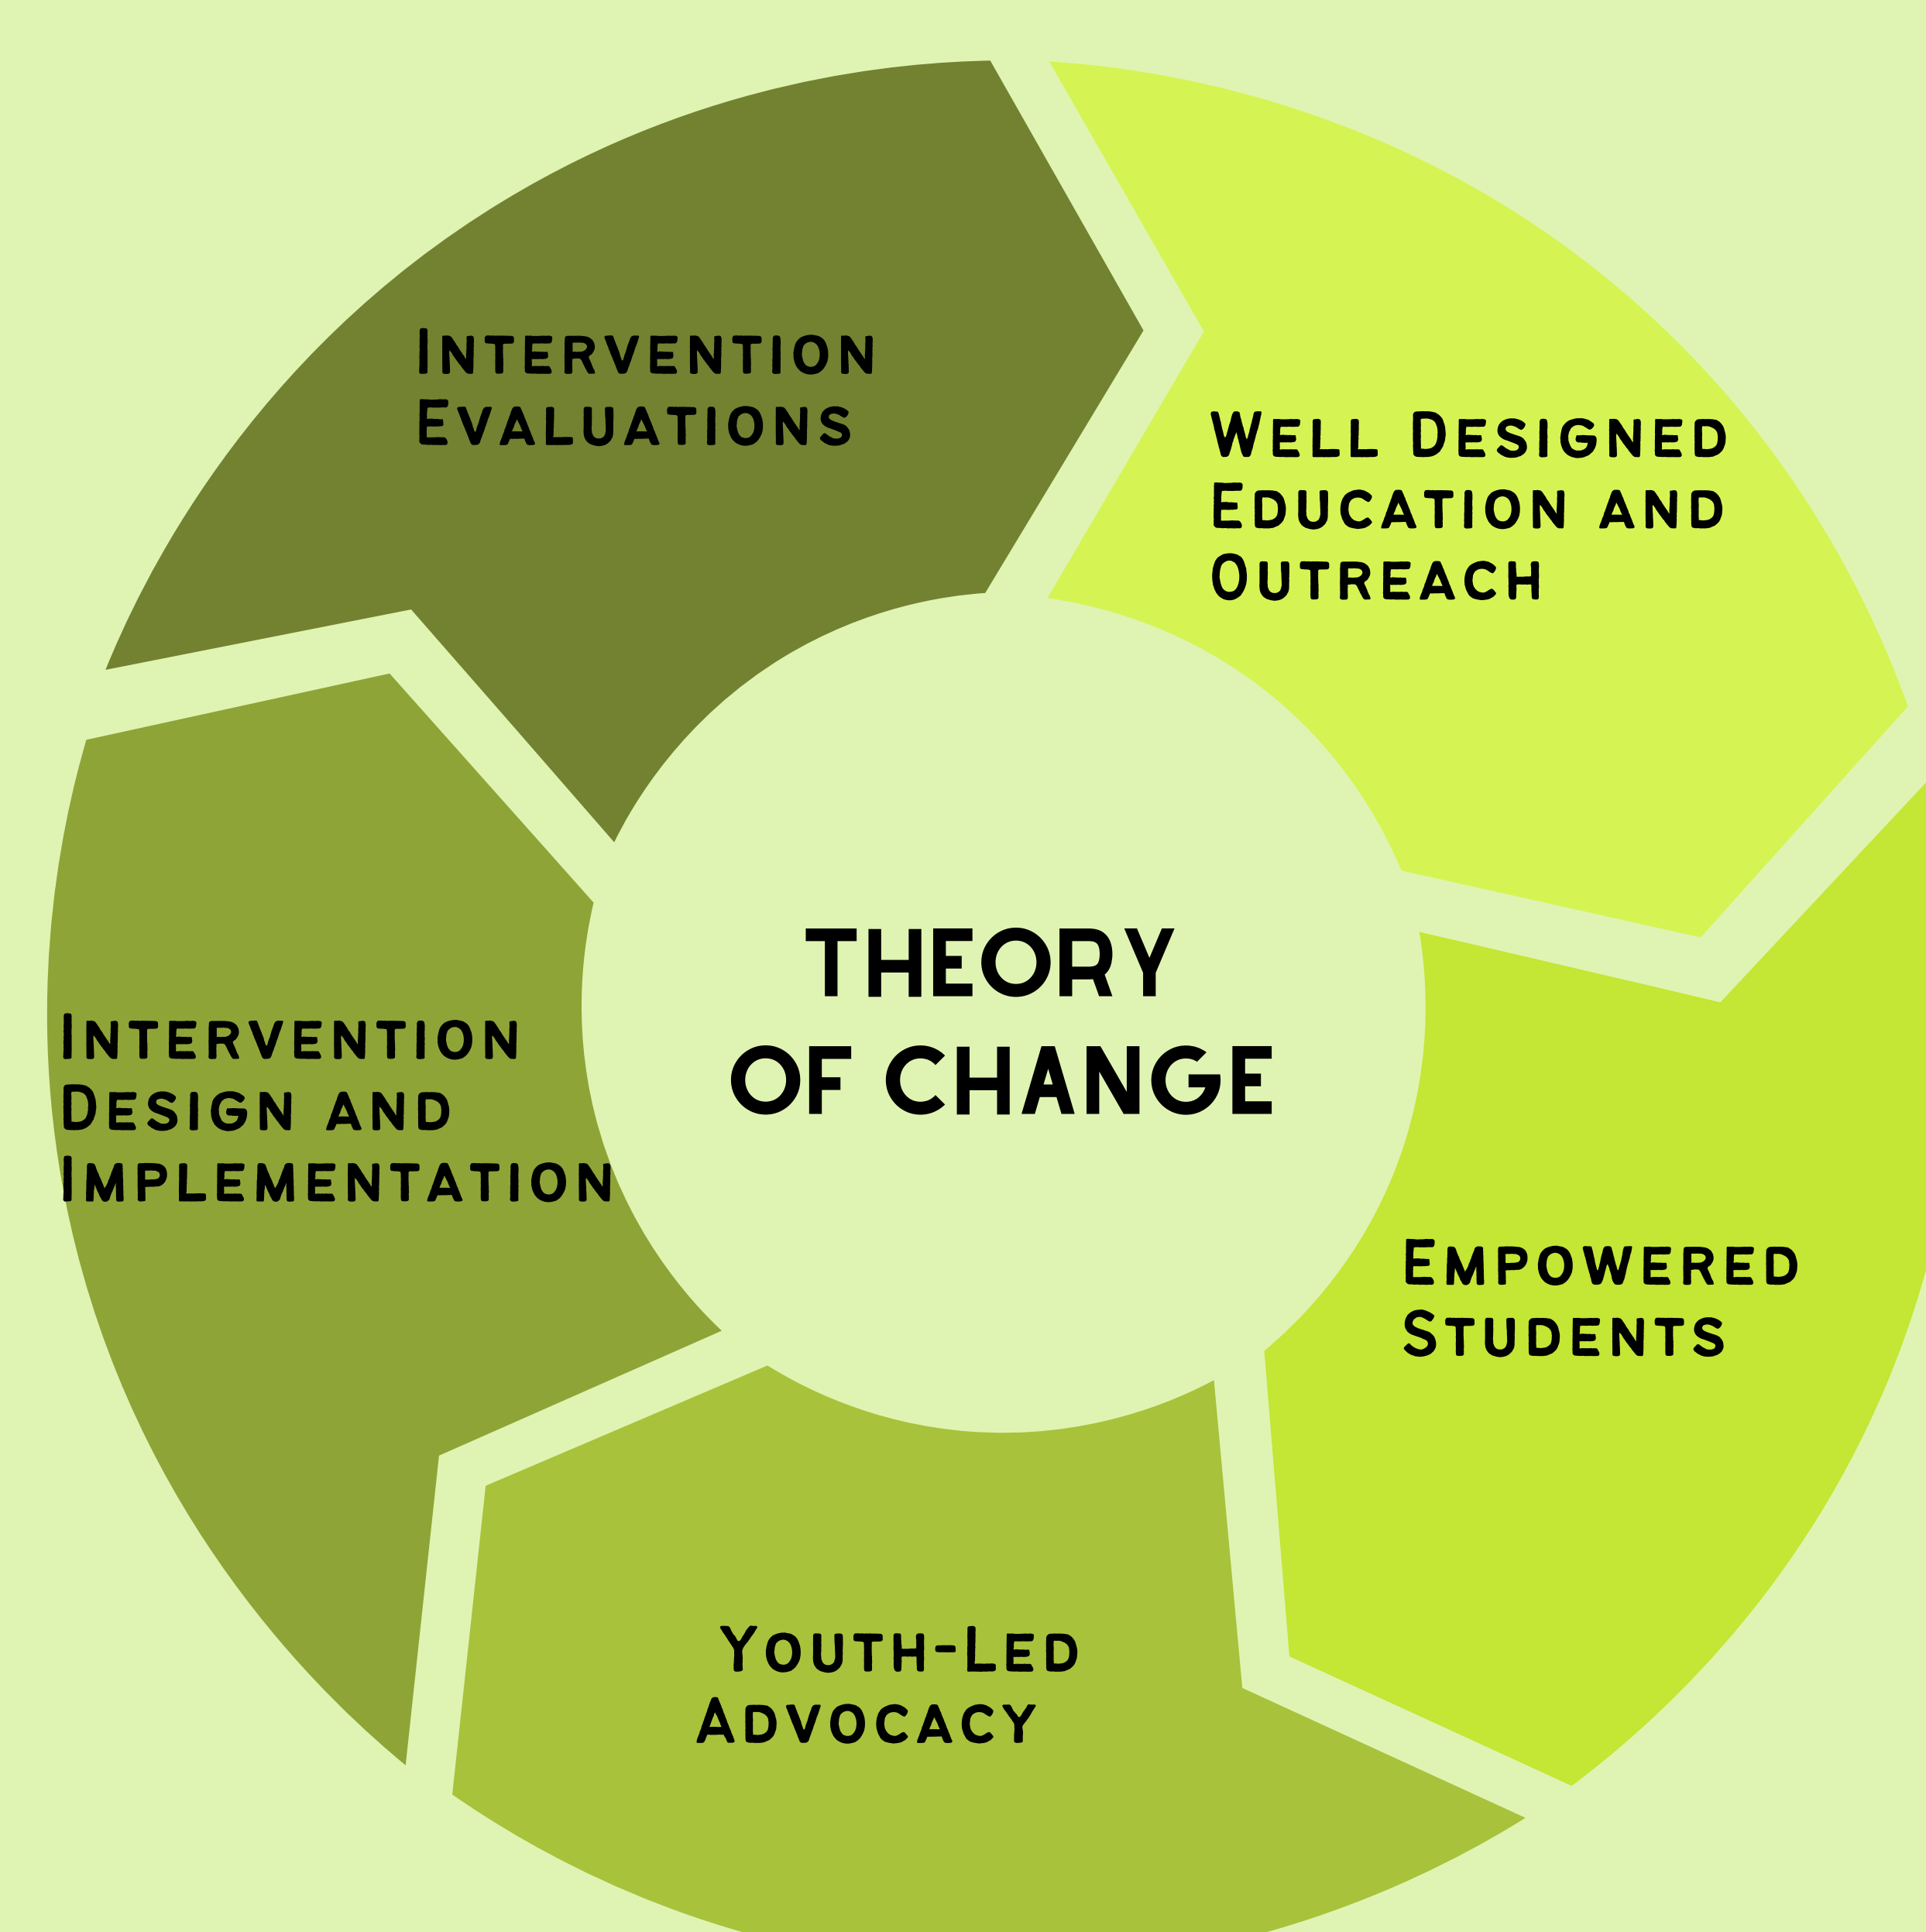 Intervention
Evaluations
Well Designed
Education and
Outreach
THEORY
OF CHANGE
Intervention
Design and
Implementation
Empowered
Students
Youth-Led
Advocacy